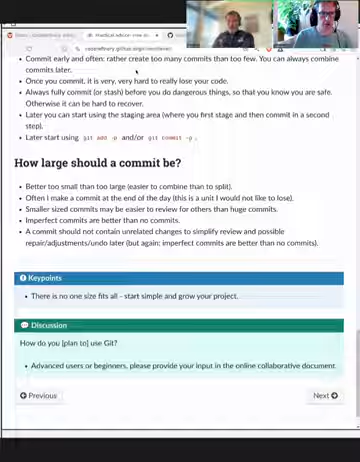 Practical advice: How
coderefinery.github.io/git-intro/level/
Commit early and often: rather create too many commits than too few. You can always combine
commits later.
Once you commit, it is very, very hard to really lose your code.
Always fully commit (or stash) before you do dangerous things, so that you know you are safe.
Otherwise it can be hard to recover.
Later you can start using the staging area (where you first stage and then commit in a second
step).
Later start using git add -p and/or git commit -p .
How large should a commit be?
Better too small than too large (easier to combine than to split).
Often I make a commit at the end of the day (this is a unit I would not like to lose).
Smaller sized commits may be easier to review for others than huge commits.
Imperfect commits are better than no commits.
A commit should not contain unrelated changes to simplify review and possible
repair/adjustments/undo later (but again: imperfect commits are better than no commits).
Keypoints
There is no one size fits all - start simple and grow your project.
Discussion
How do you [plan to] use Git?
Advanced users or beginners, please provide your input in the online collaborative document.
Previous
Next